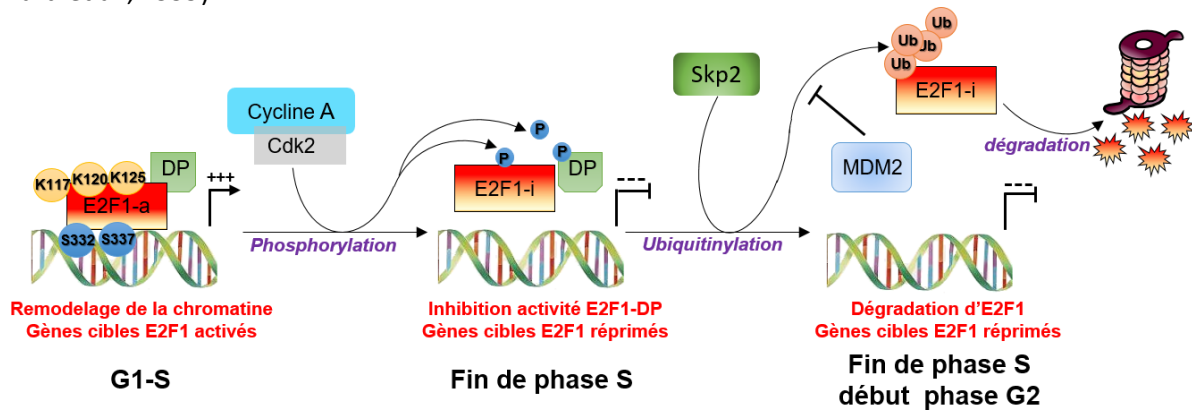 Cycline A
Cdk2
Skp2
Ub
Ub
Ub
Ub
E2F1-i
dégradation
MDM2
K117
K120
K125
DP
E2F1-a
+++
S332
S337
P
P
P
DP
E2F1-i
---
---
Phosphorylation
Ubiquitinylation
Remodelage de la chromatine
Gènes cibles E2F1 activés
Inhibition activité E2F1-DP
Gènes cibles E2F1 réprimés
Dégradation d'E2F1
Gènes cibles E2F1 réprimés
G1-S
Fin de phase S
Fin de phase S
début phase G2